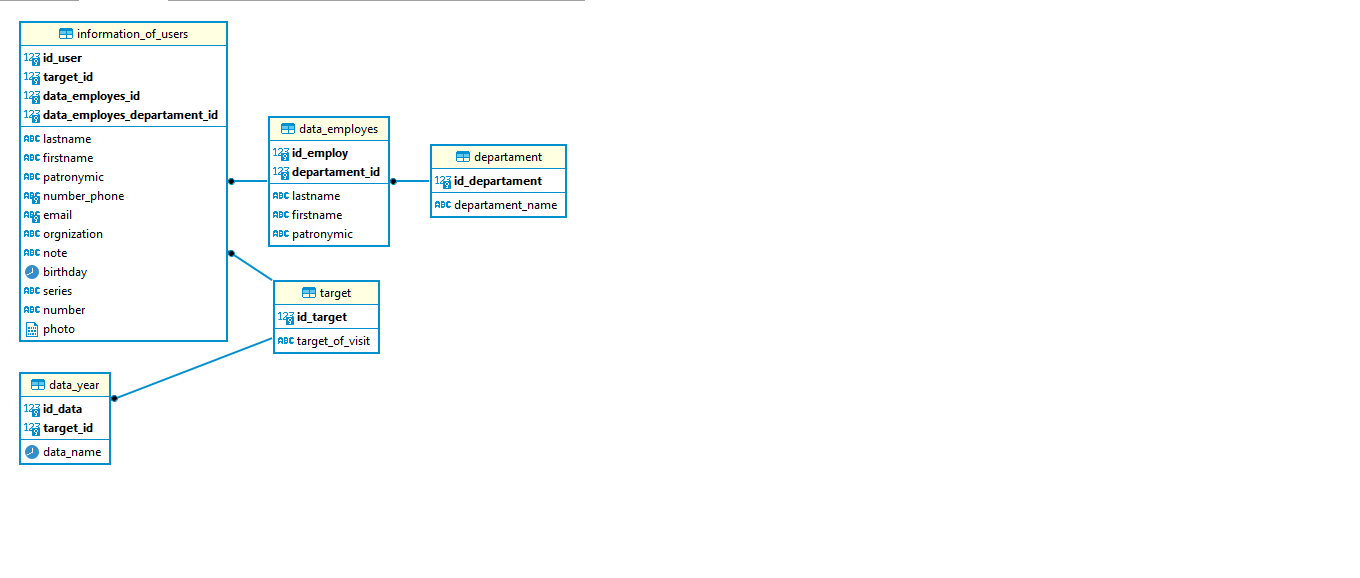 information_of_users
id_user
target_id
data_employes_id
data_employes_departament_id
lastname
firstname
patronymic
number_phone
email
orgnization
note
birthday
series
number
photo
data_employes
id_employ
departament_id
lastname
firstname
patronymic
departament
id_departament
departament_name
target
id_target
target_of_visit
data_year
id_data
target_id
data_name